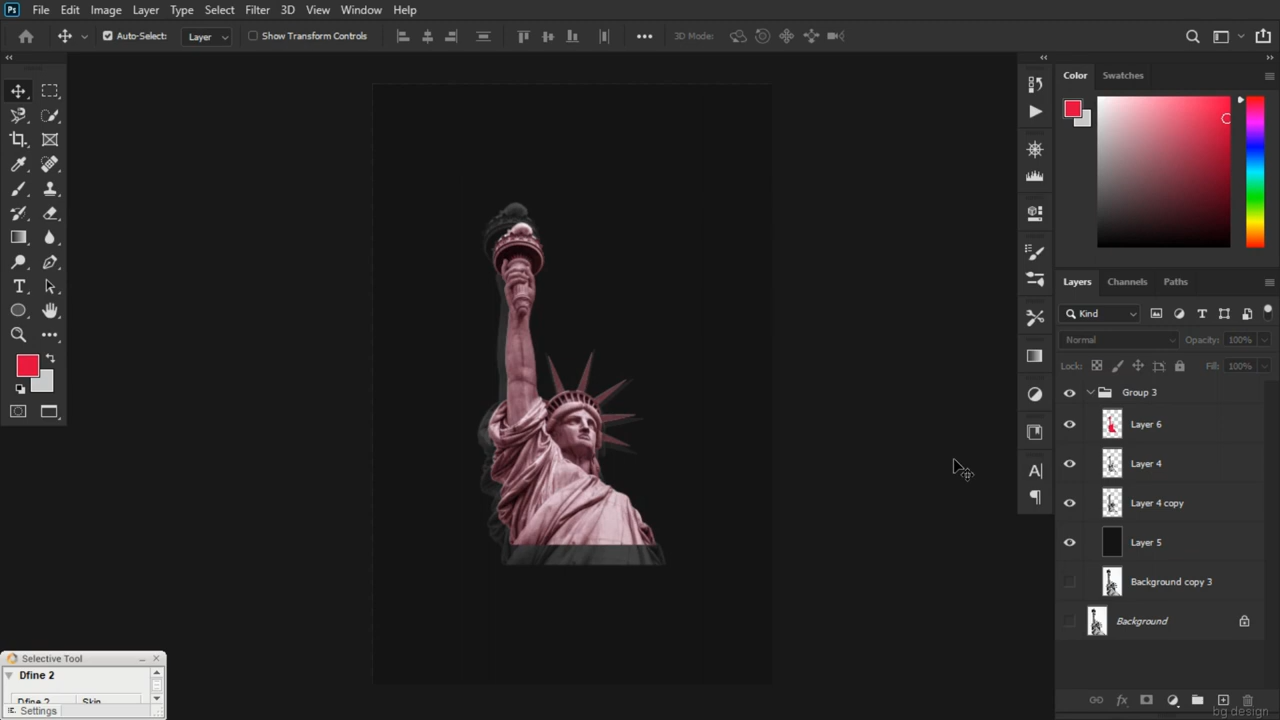 Ps File Edit Image Layer Type Select Filter 3D View Window Help
Auto-Select: Layer Show Transform Controls 3D Mode:
Color Swatches
Layers Channels Paths
Kind
Normal Opacity: 100%
Lock: Fill: 100%
Group 3
Layer 6
Layer 4
Layer 4 copy
Layer 5
Background copy 3
Background
Selective Tool
Dfine 2
Dfine 2 Skin
Settings
fx
bg design